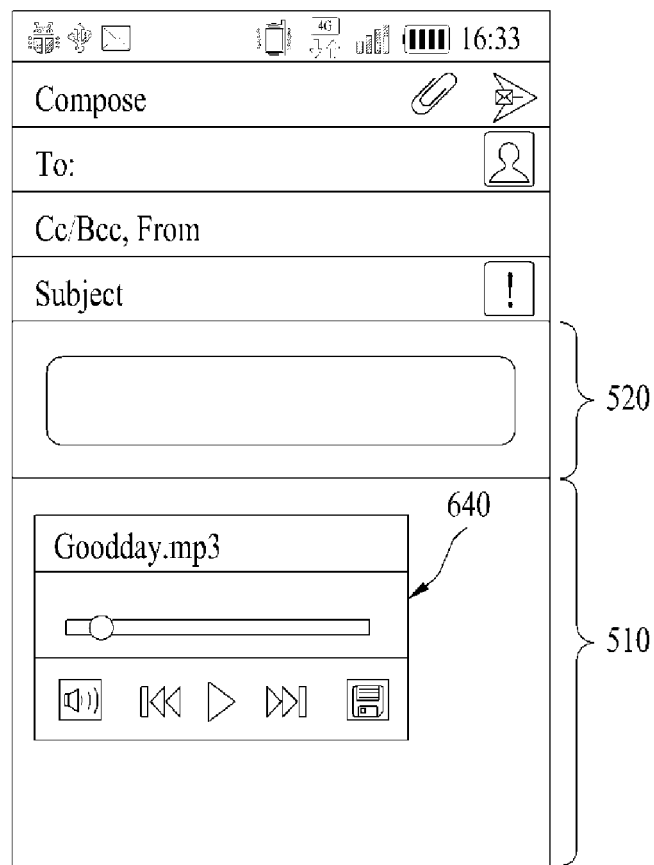 4G 16:33
Compose
To:
Cc/Bcc, From
Subject !
520
640
Goodday.mp3
510